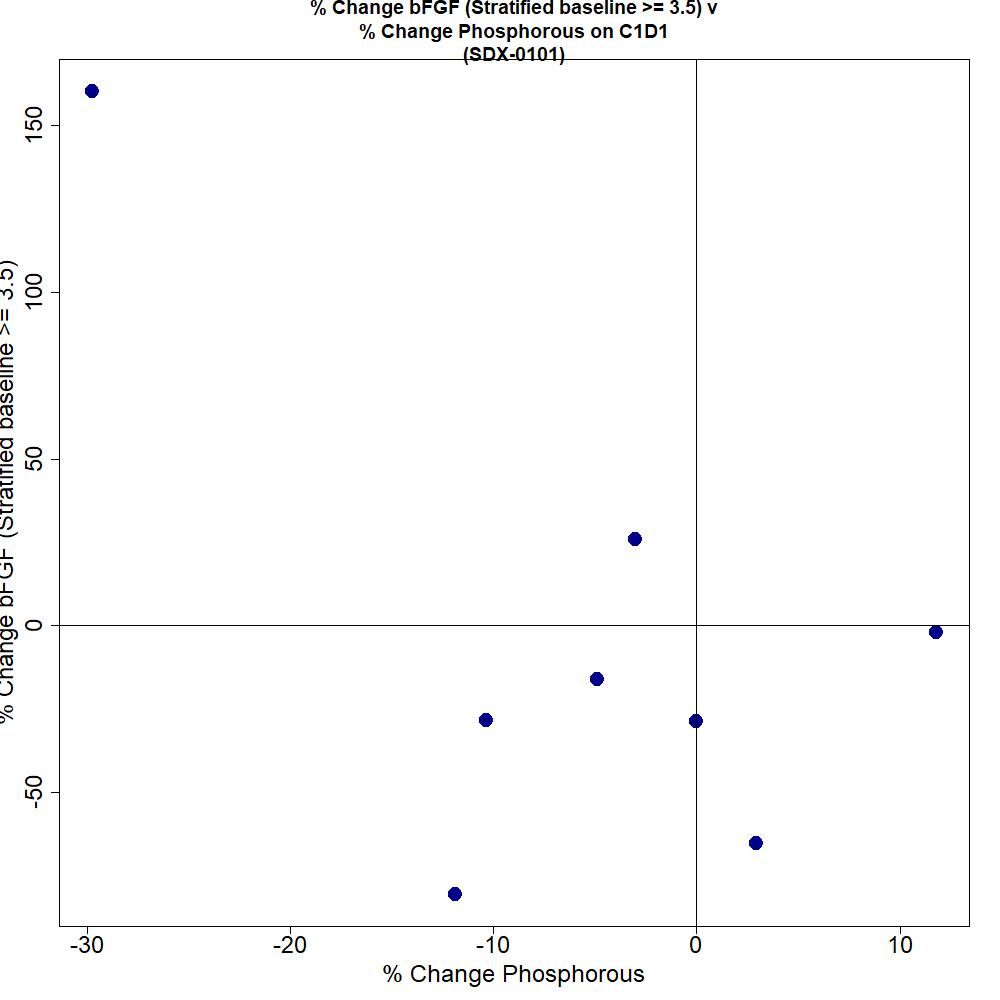 % Change bFGF (Stratified baseline >= 3.5) v
% Change Phosphorous on C1D1
(SDX-0101)
% Change bFGF (Stratified baseline >= 3.5)
150
100
50
0
-50
-30
-20
-10
0
10
% Change Phosphorous